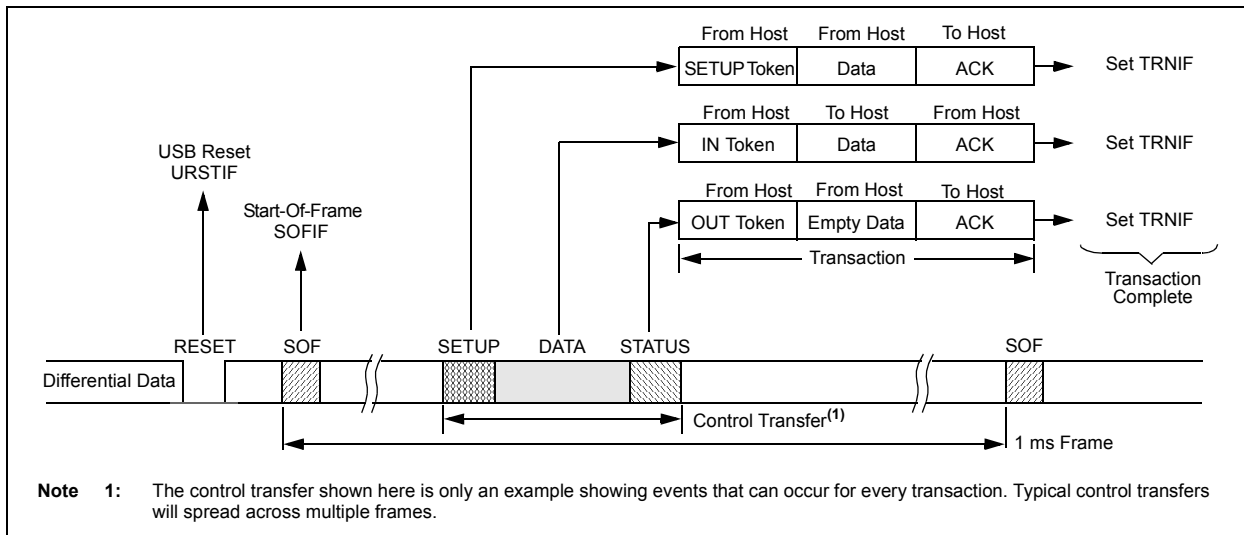 From Host From Host To Host
SETUP Token Data ACK Set TRNIF
From Host To Host From Host
IN Token Data ACK Set TRNIF
USB Reset
URSTIF
From Host From Host To Host
Start-Of-Frame
SOFIF
OUT Token Empty Data ACK Set TRNIF
Transaction
Transaction
Complete
RESET SOF SETUP DATA STATUS SOF
Differential Data
Control Transfer(1)
1 ms Frame
Note 1: The control transfer shown here is only an example showing events that can occur for every transaction. Typical control transfers
will spread across multiple frames.